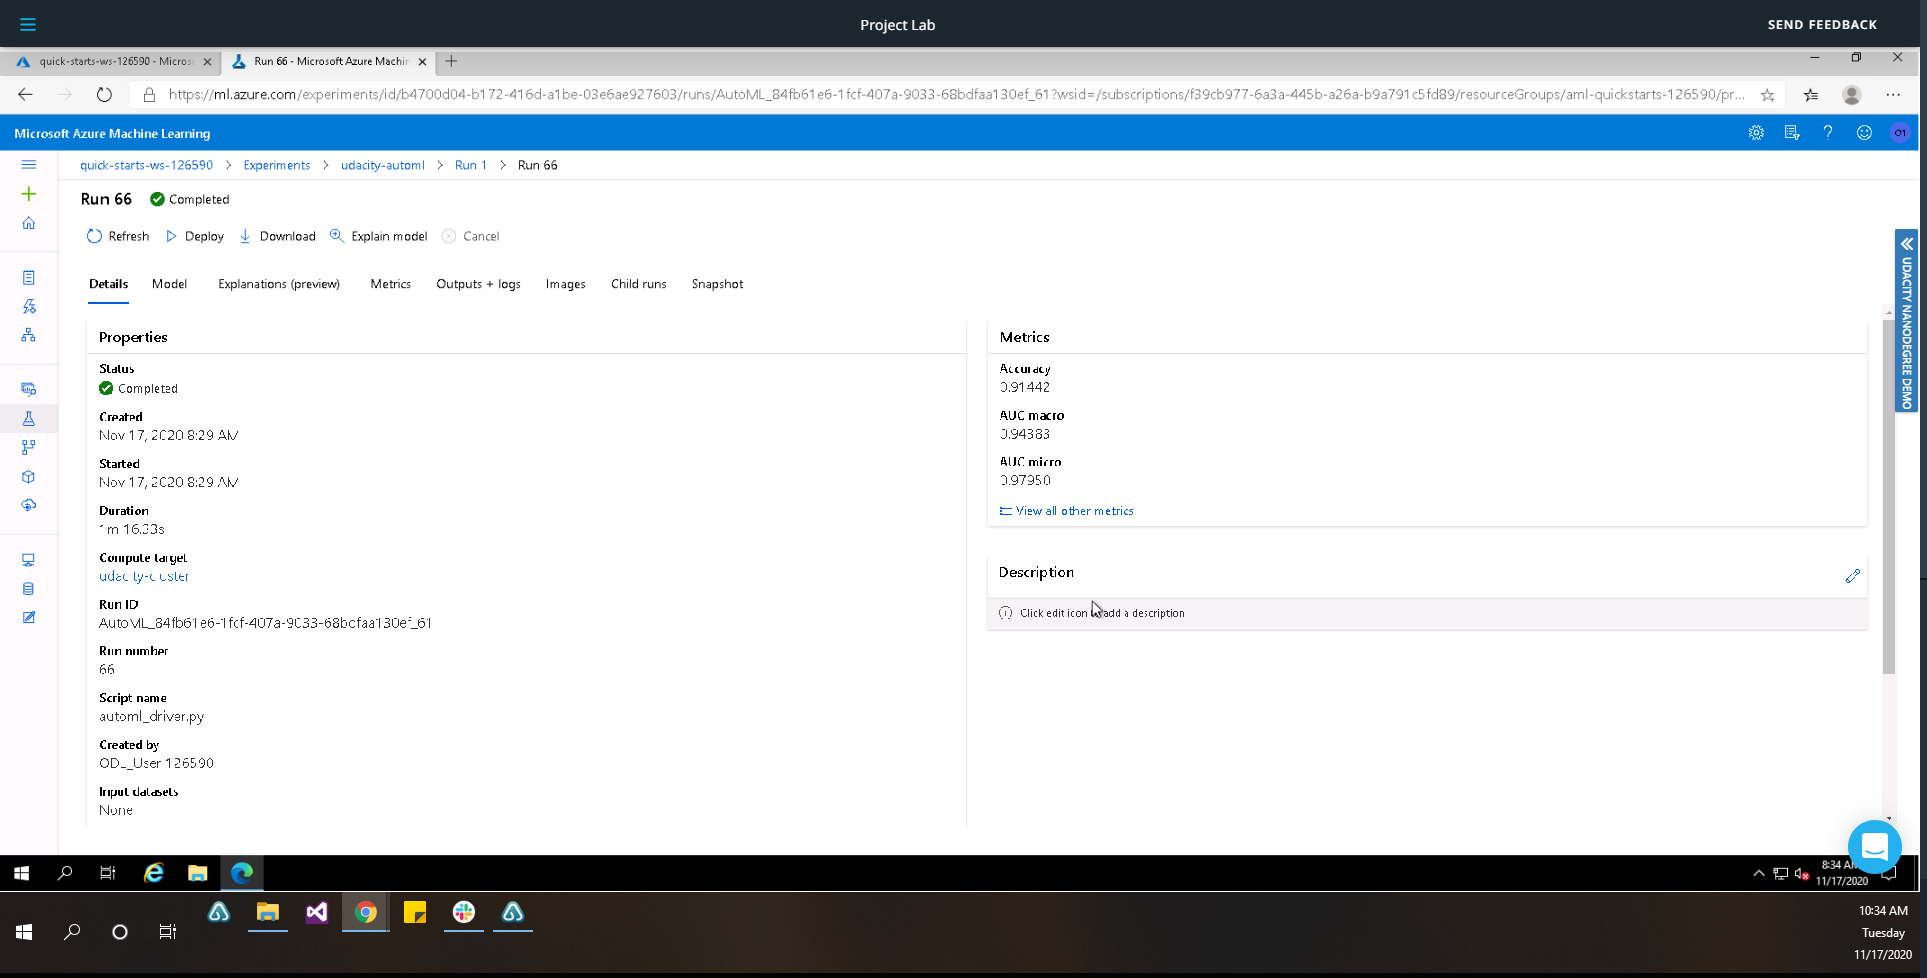 Project Lab
SEND FEEDBACK
quick-starts-ws-126590 - Micros
Run 66 - Microsoft Azure Machin
https://ml.azure.com/experiments/id/b4700d04-b172-416d-a1be-03e6ae927603/runs/AutoML_84fb61e6-1fcf-407a-9033-68bdfaa130ef_61?wsid=/subscriptions/f39cb977-6a3a-445b-a26a-b9a791c5fd89/resourceGroups/aml-quickstarts-126590/pr...
Microsoft Azure Machine Learning
O1
quick-starts-ws-126590 > Experiments > udacity-automl > Run 1 > Run 66
Run 66 Completed
Refresh Deploy Download Explain model Cancel
Details Model Explanations (preview) Metrics Outputs + logs Images Child runs Snapshot
UDACITY NANODEGREE DEMO
Properties
Status
Completed
Created
Nov 17, 2020 8:29 AM
Started
Nov 17, 2020 8:29 AM
Duration
1m 16.33s
Compute target
udacity-cluster
Run ID
AutoML_84fb61e6-1fcf-407a-9033-68bdfaa130ef_61
Run number
66
Script name
automl_driver.py
Created by
ODL_User 126590
Input datasets
None
Metrics
Accuracy
0.91442
AUC macro
0.94383
AUC micro
0.97950
View all other metrics
Description
Click edit icon to add a description
8:34 AM
11/17/2020
10:34 AM
Tuesday
11/17/2020